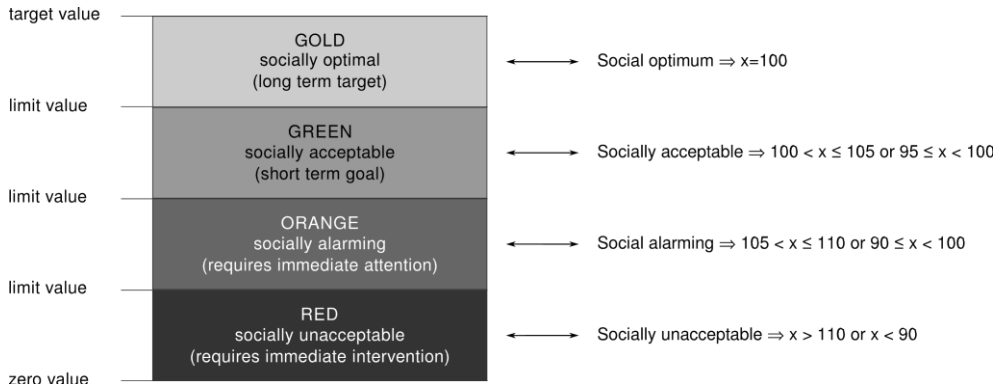 target value
GOLD
socially optimal
(long term target)
Social optimum ⇒ x=100
limit value
GREEN
socially acceptable
(short term goal)
Socially acceptable ⇒ 100 < x ≤ 105 or 95 ≤ x < 100
limit value
ORANGE
socially alarming
(requires immediate attention)
Social alarming ⇒ 105 < x ≤ 110 or 90 ≤ x < 100
limit value
RED
socially unacceptable
(requires immediate intervention)
Socially unacceptable ⇒ x > 110 or x < 90
zero value